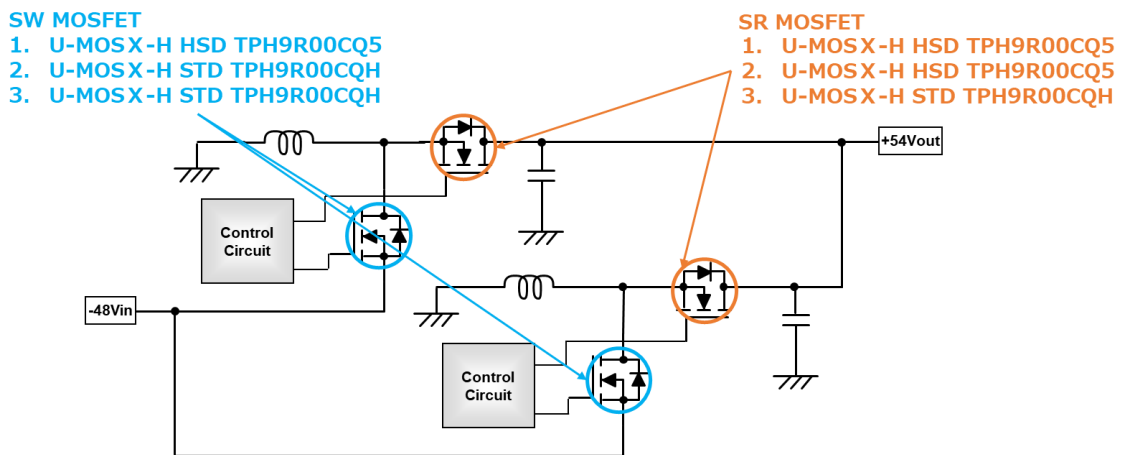 SW MOSFET
1. U-MOSX-H HSD TPH9R00CQ5
2. U-MOSX-H STD TPH9R00CQH
3. U-MOSX-H STD TPH9R00CQH
SR MOSFET
1. U-MOSX-H HSD TPH9R00CQ5
2. U-MOSX-H HSD TPH9R00CQ5
3. U-MOSX-H STD TPH9R00CQH
+54Vout
Control
Circuit
-48Vin
Control
Circuit